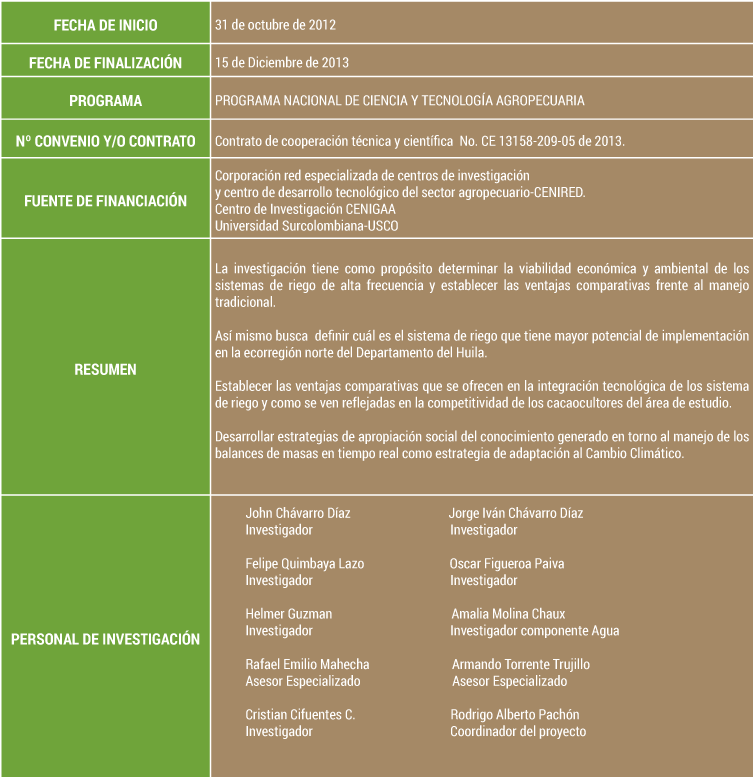 FECHA DE INICIO
31 de octubre de 2012
FECHA DE FINALIZACIÓN
15 de Diciembre de 2013
PROGRAMA
PROGRAMA NACIONAL DE CIENCIA Y TECNOLOGÍA AGROPECUARIA
Nº CONVENIO Y/O CONTRATO
Contrato de cooperación técnica y científica No. CE 13158-209-05 de 2013.
FUENTE DE FINANCIACIÓN
Corporación red especializada de centros de investigación
y centro de desarrollo tecnológico del sector agropecuario-CENIRED.
Centro de Investigación CENIGAA
Universidad Surcolombiana-USCO
RESUMEN
La investigación tiene como propósito determinar la viabilidad económica y ambiental de los
sistemas de riego de alta frecuencia y establecer las ventajas comparativas frente al manejo
tradicional.
Así mismo busca definir cuál es el sistema de riego que tiene mayor potencial de implementación
en la ecorregión norte del Departamento del Huila.
Establecer las ventajas comparativas que se ofrecen en la integración tecnológica de los sistema
de riego y como se ven reflejadas en la competitividad de los cacaocultores del área de estudio.
Desarrollar estrategias de apropiación social del conocimiento generado en torno al manejo de los
balances de masas en tiempo real como estrategia de adaptación al Cambio Climático.
PERSONAL DE INVESTIGACIÓN
John Chávarro Díaz
Investigador
Jorge Iván Chávarro Díaz
Investigador
Felipe Quimbaya Lazo
Investigador
Oscar Figueroa Paiva
Investigador
Helmer Guzman
Investigador
Amalia Molina Chaux
Investigador componente Agua
Rafael Emilio Mahecha
Asesor Especializado
Armando Torrente Trujillo
Asesor Especializado
Cristian Cifuentes C.
Investigador
Rodrigo Alberto Pachón
Coordinador del proyecto